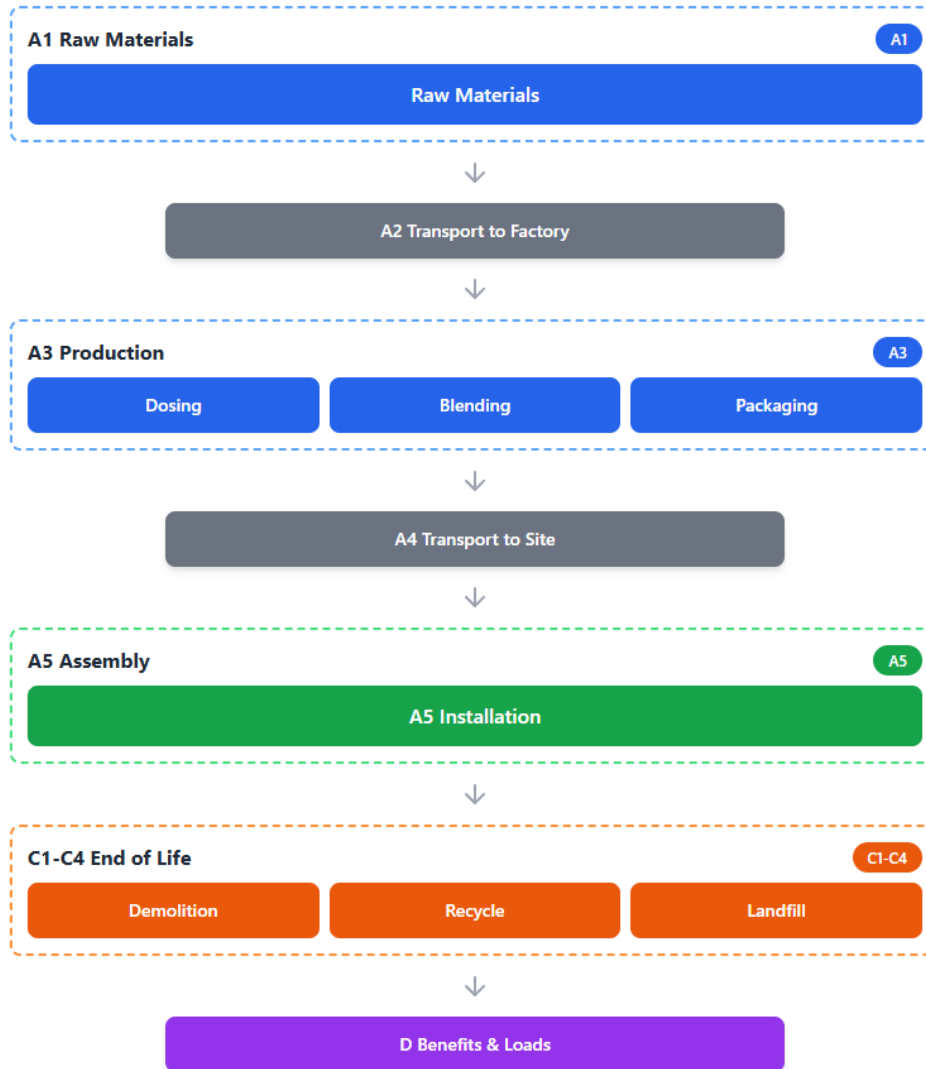 A1 Raw Materials A1
Raw Materials
A2 Transport to Factory
A3 Production A3
Dosing Blending Packaging
A4 Transport to Site
A5 Assembly A5
A5 Installation
C1-C4 End of Life C1-C4
Demolition Recycle Landfill
D Benefits & Loads